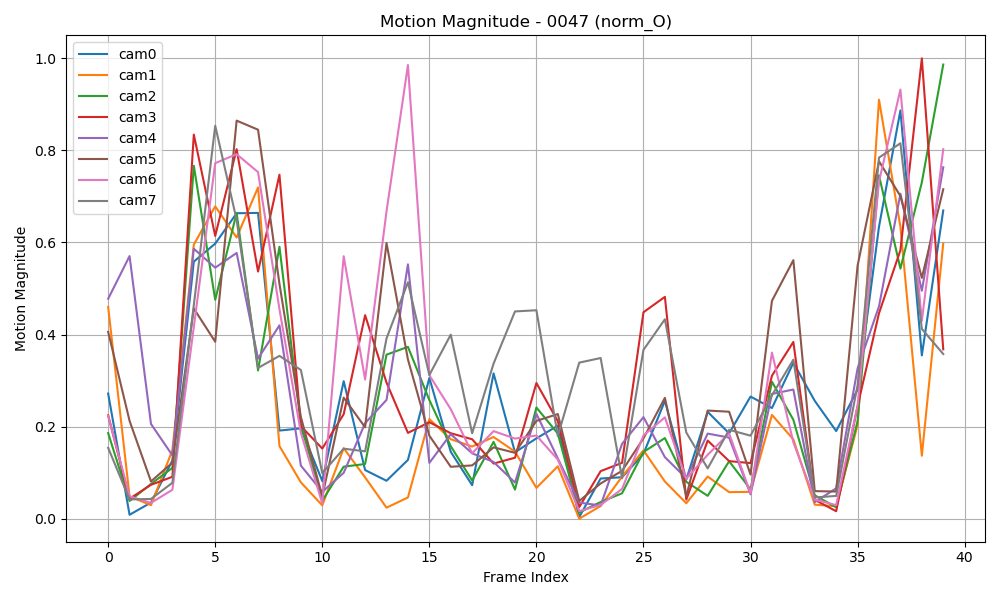 Motion Magnitude - 0047 (norm_O)
cam0
cam1
cam2
cam3
cam4
cam5
cam6
cam7
Motion Magnitude
1.0
0.8
0.6
0.4
0.2
0.0
0 5 10 15 20 25 30 35 40
Frame Index